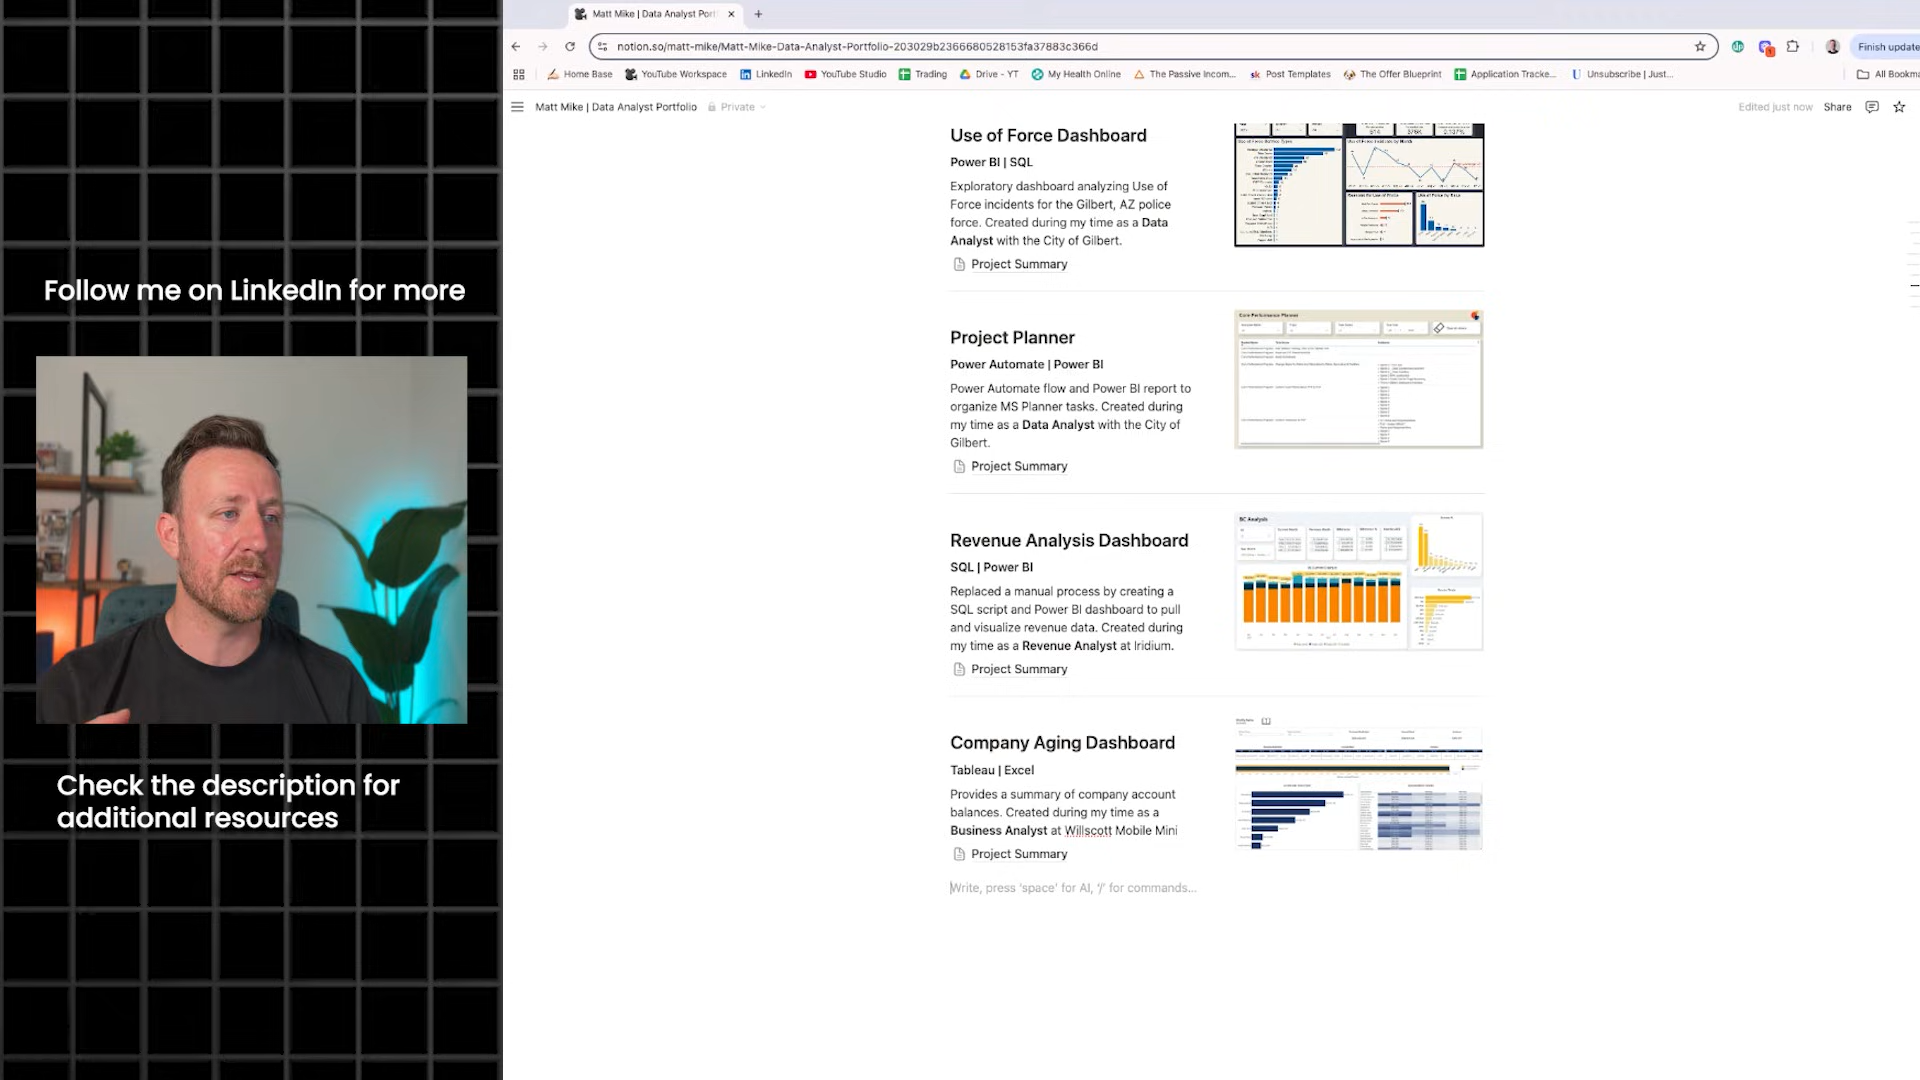 Matt Mike | Data Analyst Port
notion.so/matt-mike/Matt-Mike-Data-Analyst-Portfolio-203029b2366680528153fa37883c366d
Finish update
Home Base
YouTube Workspace
LinkedIn
YouTube Studio
Trading
Drive - YT
My Health Online
The Passive Incom...
Post Templates
The Offer Blueprint
Application Tracke...
Unsubscribe | Just...
All Bookma
Matt Mike | Data Analyst Portfolio
Private
Edited just now
Share
Follow me on LinkedIn for more
Check the description for
additional resources
Use of Force Dashboard
Power BI | SQL
Exploratory dashboard analyzing Use of
Force incidents for the Gilbert, AZ police
force. Created during my time as a Data
Analyst with the City of Gilbert.
Project Summary
Project Planner
Power Automate | Power BI
Power Automate flow and Power BI report to
organize MS Planner tasks. Created during
my time as a Data Analyst with the City of
Gilbert.
Project Summary
Core Performance Planner
Revenue Analysis Dashboard
SQL | Power BI
Replaced a manual process by creating a
SQL script and Power BI dashboard to pull
and visualize revenue data. Created during
my time as a Revenue Analyst at Iridium.
Project Summary
Company Aging Dashboard
Tableau | Excel
Provides a summary of company account
balances. Created during my time as a
Business Analyst at Willscott Mobile Mini
Project Summary
Write, press ‘space’ for AI, ‘/’ for commands...